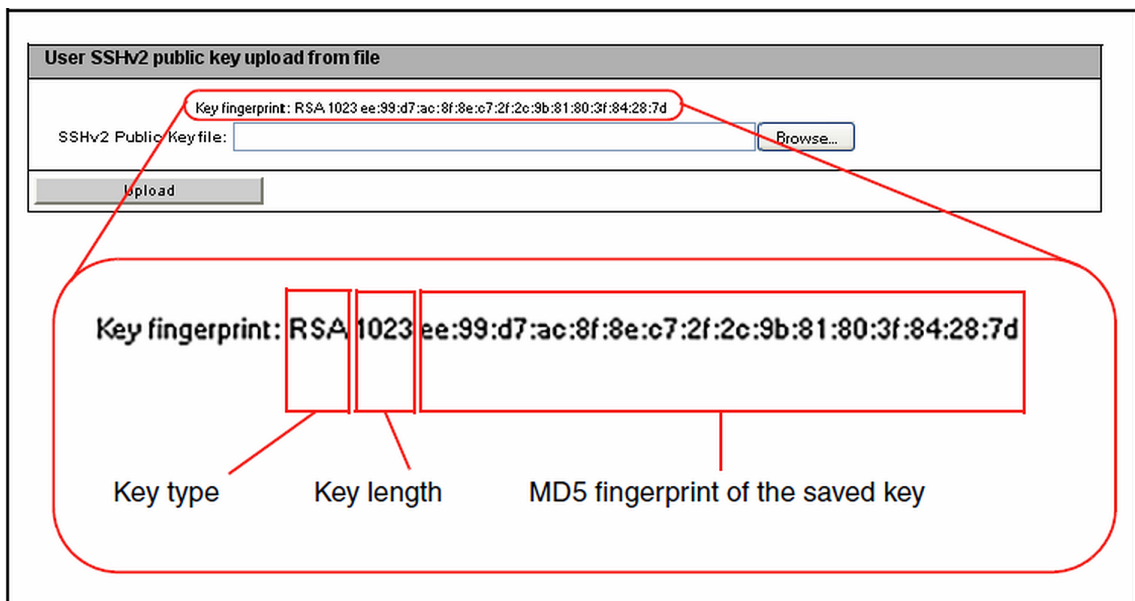 User SSHv2 public key upload from file
Key fingerprint: RSA 1023 ee:99:d7:ac:8f:8e:c7:2f:2c:9b:81:80:3f:84:28:7d
SSHv2 Public Keyfile: Browse...
Upload
Key fingerprint: RSA 1023 ee:99:d7:ac:8f:8e:c7:2f:2c:9b:81:80:3f:84:28:7d
Key type Key length MD5 fingerprint of the saved key